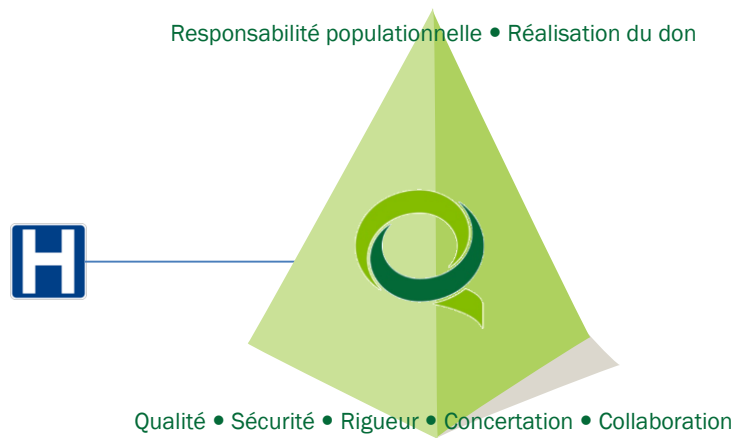 Responsabilité populationnelle • Réalisation du don
H
Qualité • Sécurité • Rigueur • Concertation • Collaboration